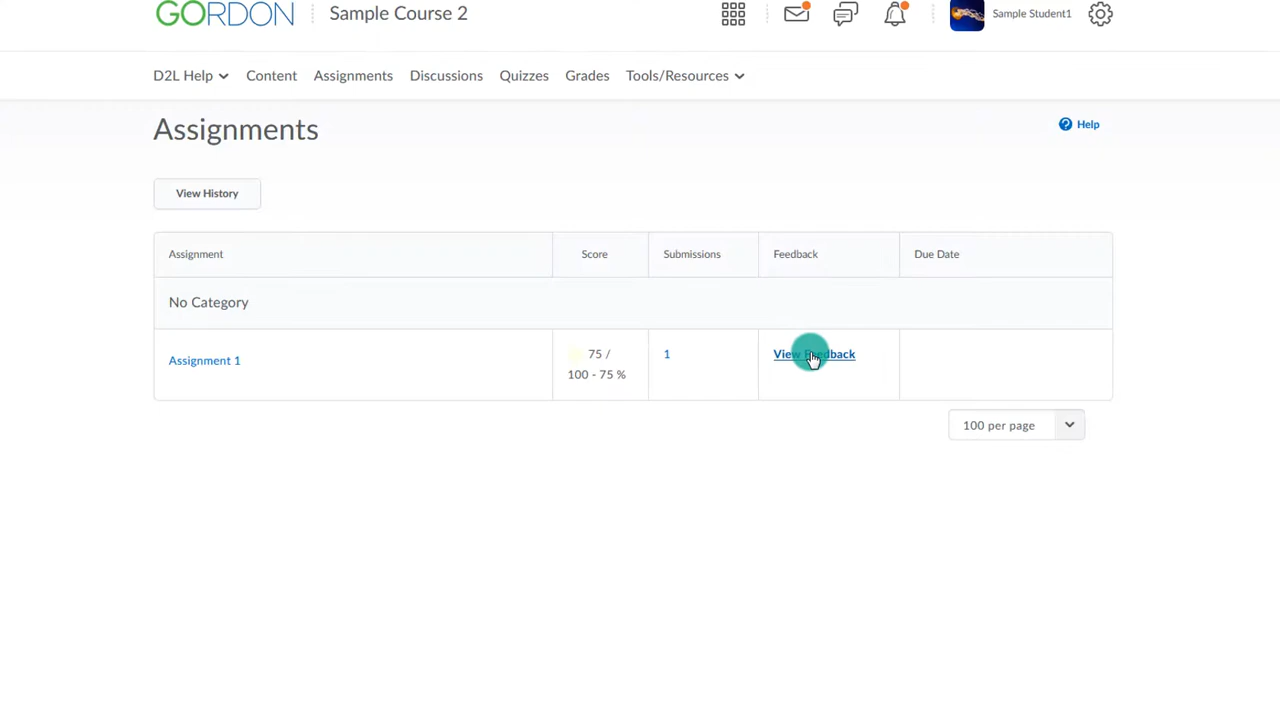 GORDON
Sample Course 2
Sample Student1
D2L Help
Content
Assignments
Discussions
Quizzes
Grades
Tools/Resources
Assignments
Help
View History
Assignment
Score
Submissions
Feedback
Due Date
No Category
Assignment 1
75 /
100 - 75 %
1
View Feedback
100 per page